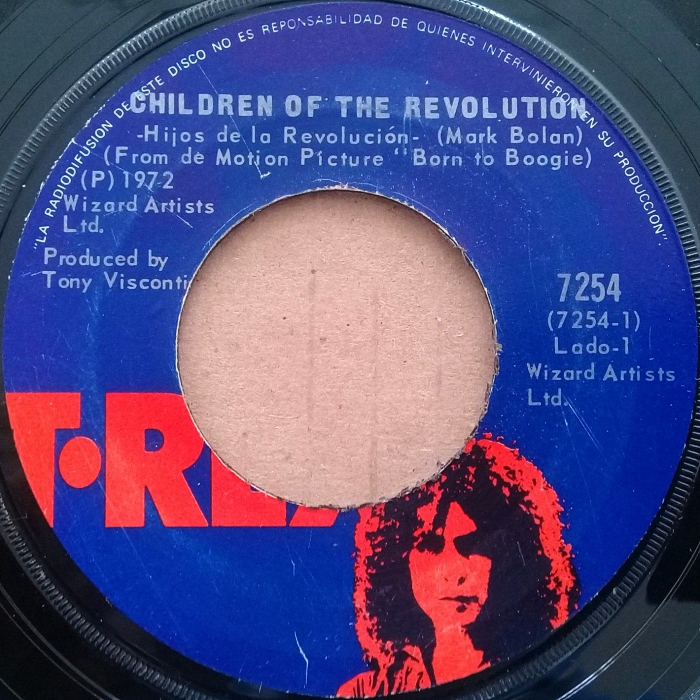 "LA RADIODIFUSION DE ESTE DISCO NO ES REPONSABILIDAD DE QUIENES INTERVINIERON EN SU PRODUCCION"
CHILDREN OF THE REVOLUTION
-Hijos de la Revolución- (Mark Bolan)
(From de Motion Picture "Born to Boogie)
(P) 1972
Wizard Artists
Ltd.
Produced by
Tony Visconti
7254
(7254-1)
Lado-1
Wizard Artists
Ltd.
T·REX